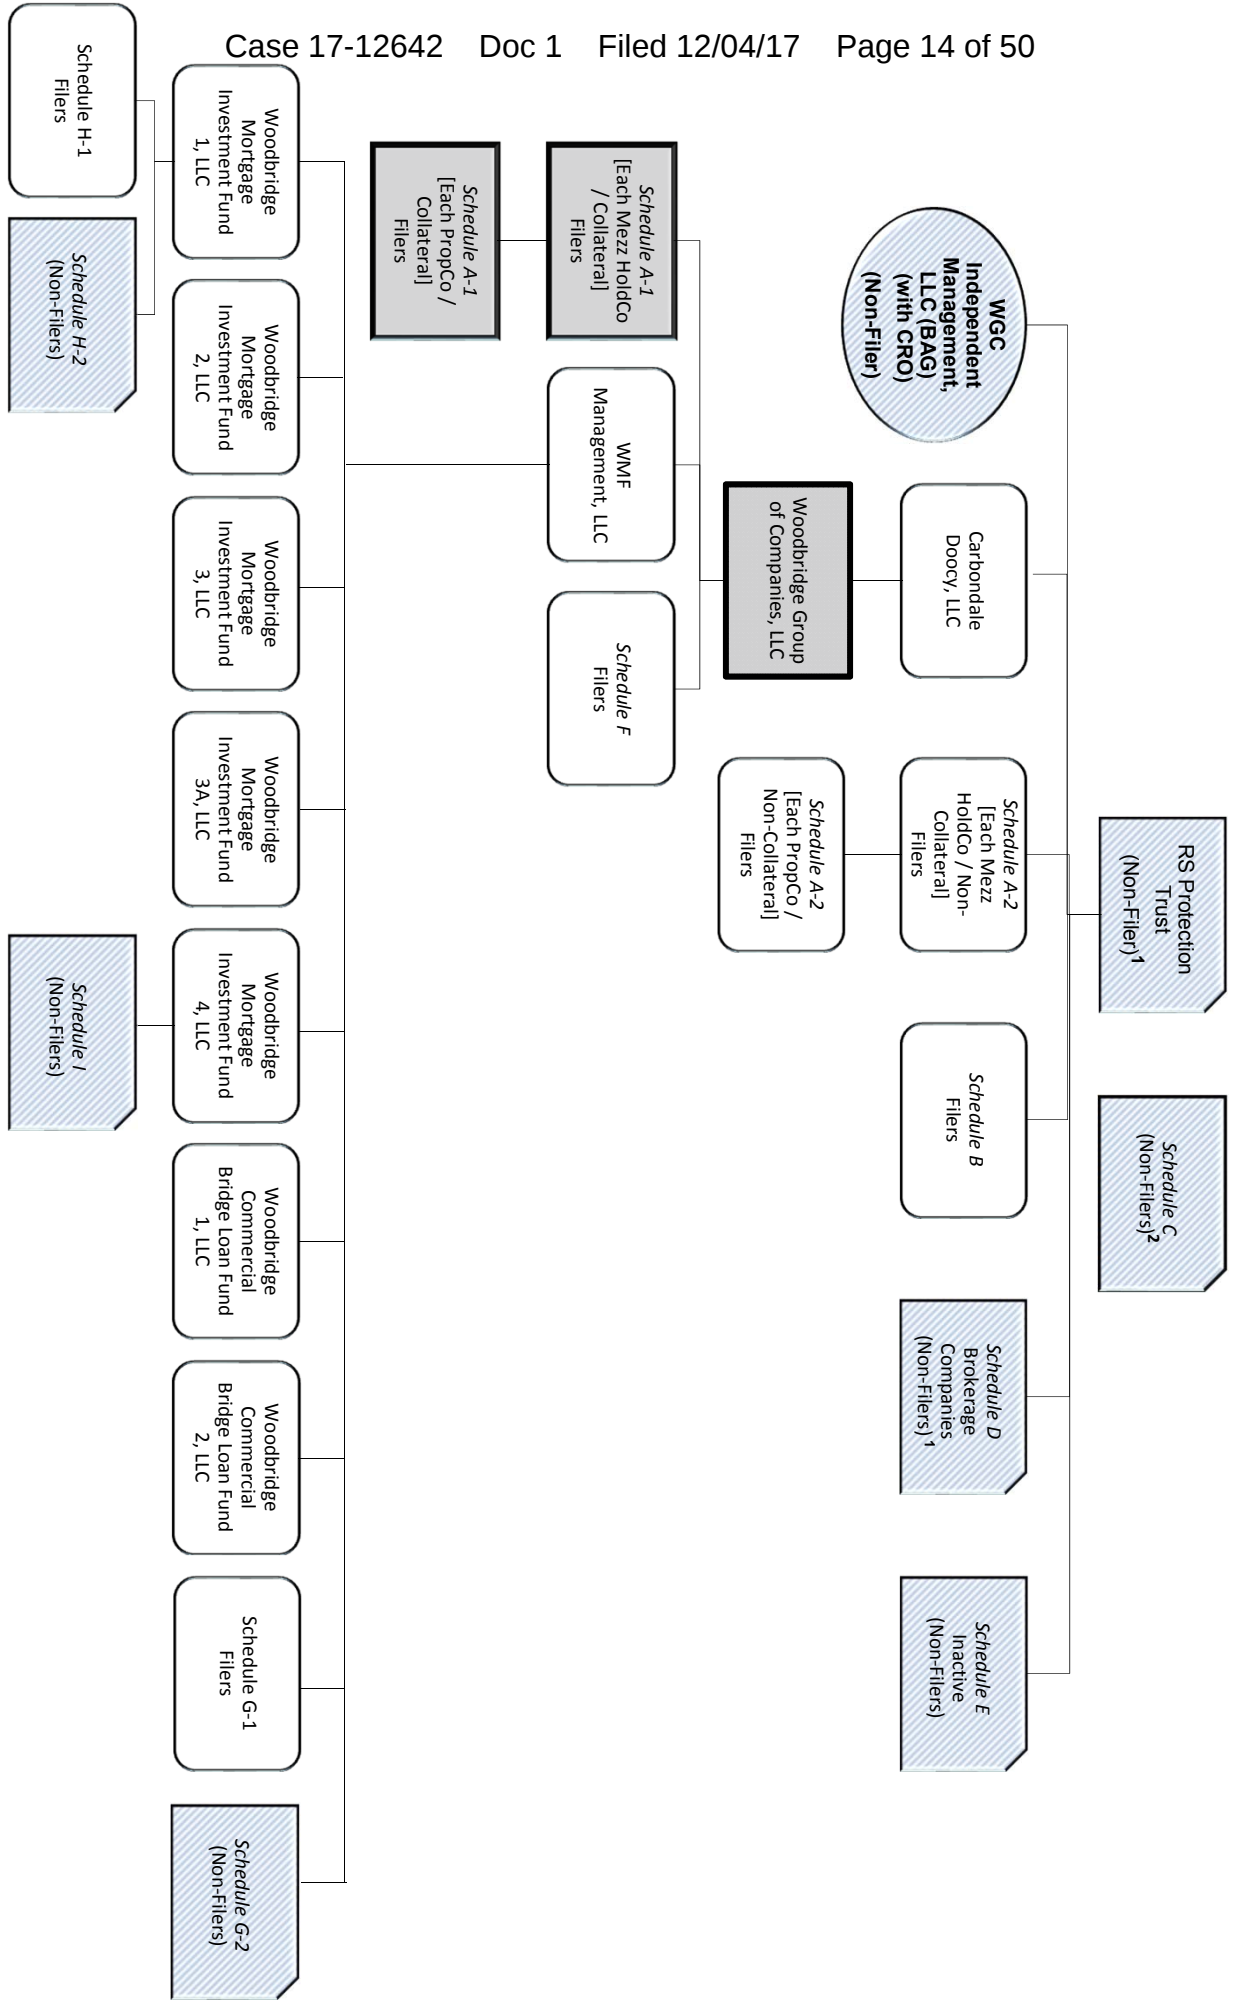 Case 17-12642 Doc 1 Filed 12/04/17 Page 14 of 50
RS Protection
Trust
(Non-Filer)1
Schedule C
(Non-Filers)2
WGC
Independent
Management,
LLC (BAG)
(with CRO)
(Non-Filer)
Carbondale
Doocy, LLC
Schedule A-2
[Each Mezz
HoldCo / Non-
Collateral]
Filers
Schedule B
Filers
Schedule D
Brokerage
Companies
(Non-Filers) 1
Schedule E
Inactive
(Non-Filers)
Woodbridge Group
of Companies, LLC
Schedule A-2
[Each PropCo /
Non-Collateral]
Filers
Schedule A-1
[Each Mezz HoldCo
/ Collateral]
Filers
WMF
Management, LLC
Schedule F
Filers
Schedule A-1
[Each PropCo /
Collateral]
Filers
Woodbridge
Mortgage
Investment Fund
1, LLC
Woodbridge
Mortgage
Investment Fund
2, LLC
Woodbridge
Mortgage
Investment Fund
3, LLC
Woodbridge
Mortgage
Investment Fund
3A, LLC
Woodbridge
Mortgage
Investment Fund
4, LLC
Woodbridge
Commercial
Bridge Loan Fund
1, LLC
Woodbridge
Commercial
Bridge Loan Fund
2, LLC
Schedule G-1
Filers
Schedule G-2
(Non-Filers)
Schedule H-1
Filers
Schedule H-2
(Non-Filers)
Schedule I
(Non-Filers)